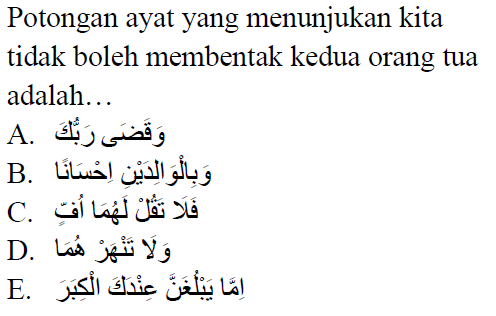 Potongan ayat yang menunjukan kita
tidak boleh membentak kedua orang tua
adalah…
A. وَقَضَى رَبُّكَ
B. وَبِالْوَالِدَيْنِ اِحْسَانًا
C. فَلَا تَقُلْ لَهُمَا اُفٍّ
D. وَلَا تَنْهَرْ هُمَا
E. اِمَّا يَبْلُغَنَّ عِنْدَكَ الْكِبَرَ